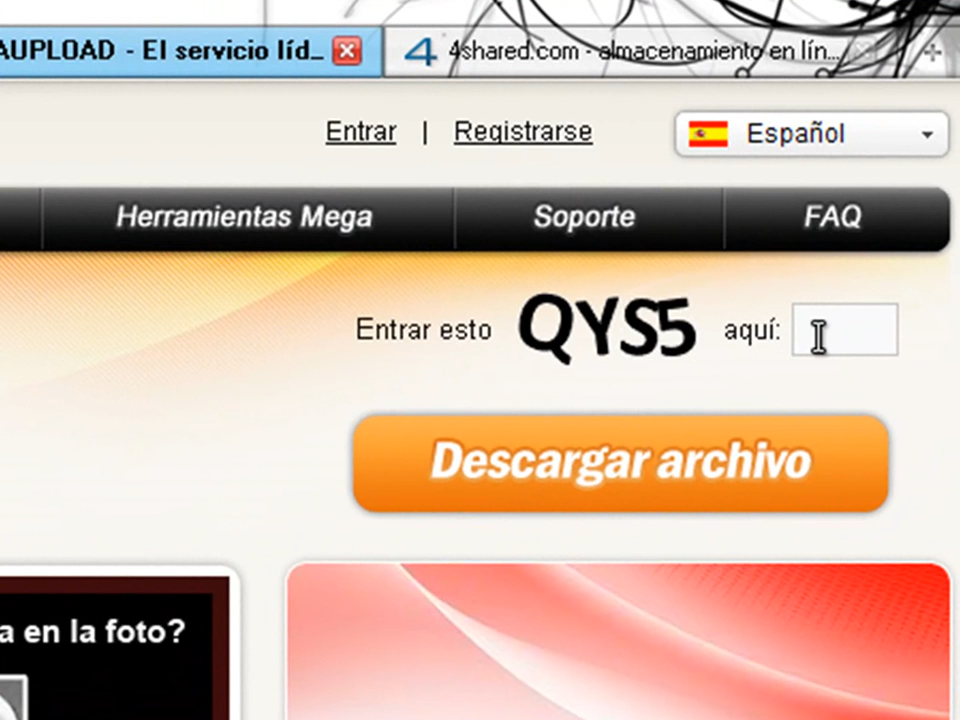 AUPLOAD - El servicio líd_
4shared.com - almacenamiento en lín...
Entrar | Registrarse
Español
Herramientas Mega
Soporte
FAQ
Entrar esto QYS5 aquí:
Descargar archivo
a en la foto?